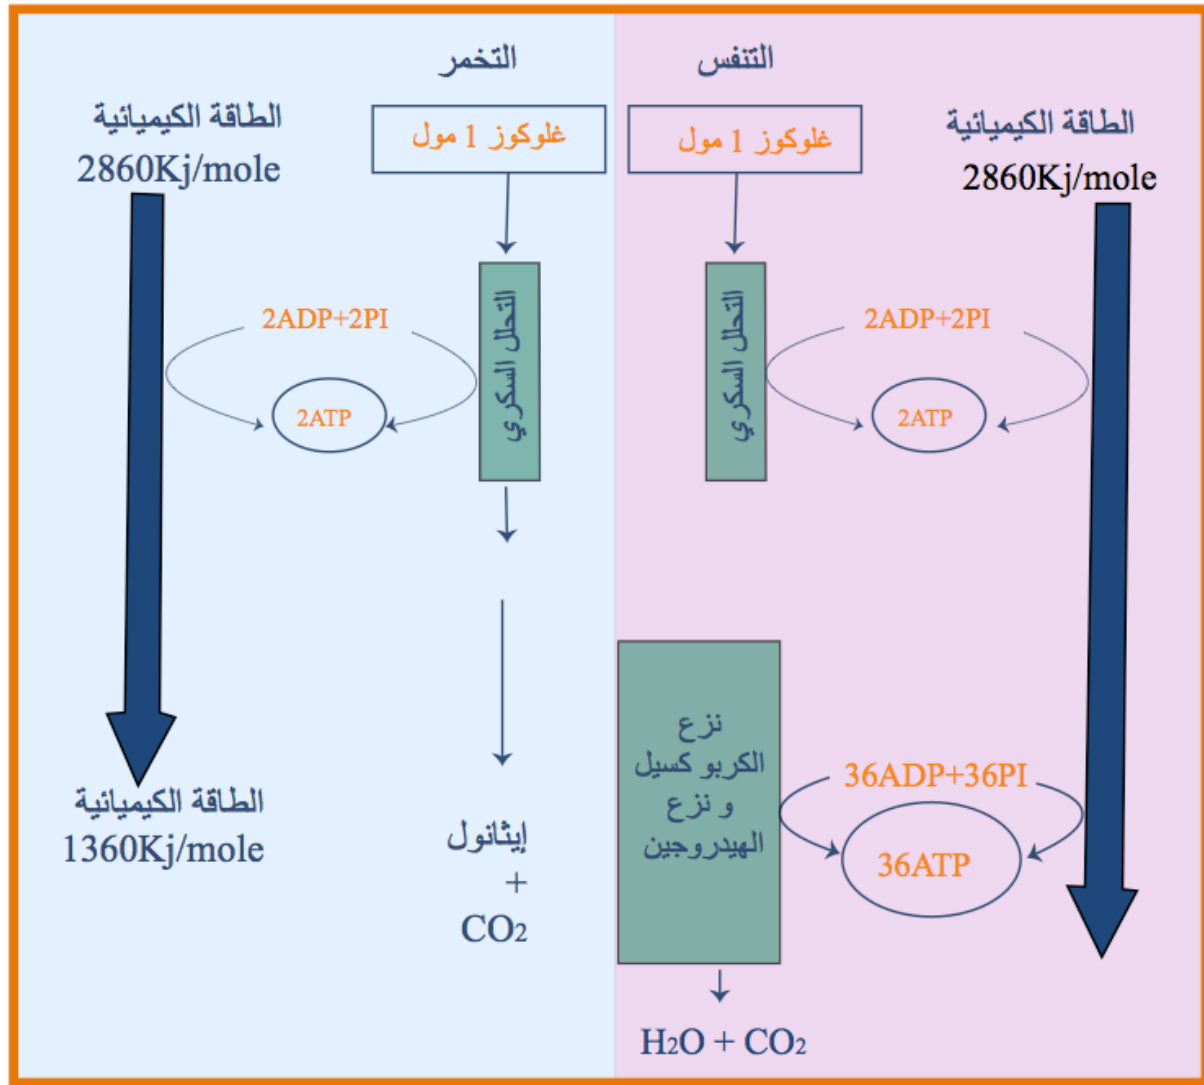 التنفس
الطاقة الكيميائية
2860Kj/mole
غلوكوز 1 مول
التحلل السكري
2ADP+2PI
2ATP
نزع
الكربو كسيل
و نزع
الهيدروجين
36ADP+36PI
36ATP
H₂O + CO₂
التخمر
غلوكوز 1 مول
الطاقة الكيميائية
2860Kj/mole
التحلل السكري
2ADP+2PI
2ATP
الطاقة الكيميائية
1360Kj/mole
إيثانول
+
CO₂